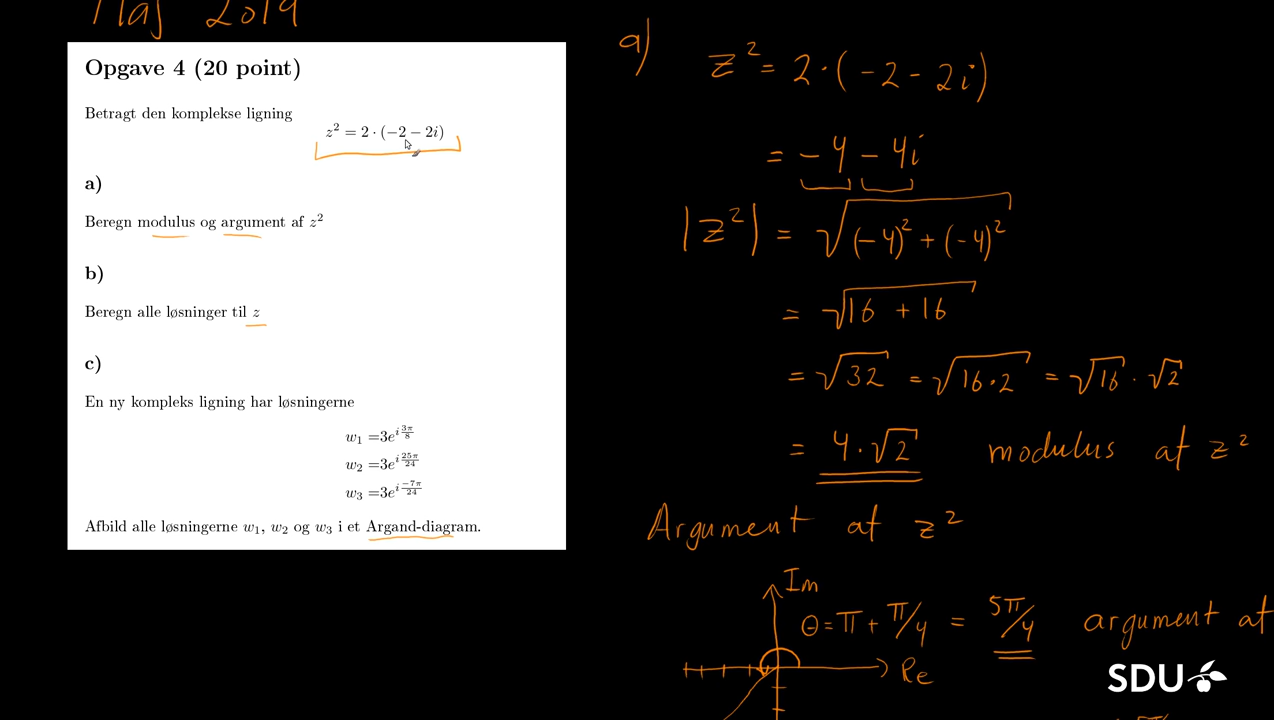 Maj 2019
Opgave 4 (20 point)
Betragt den komplekse ligning
z² = 2 · (−2 − 2i)
a)
Beregn modulus og argument af z²
b)
Beregn alle løsninger til z
c)
En ny kompleks ligning har løsningerne
w₁ =3e^{i 3π/8}
w₂ =3e^{i 25π/24}
w₃ =3e^{i −7π/24}
Afbild alle løsningerne w₁, w₂ og w₃ i et Argand-diagram.
a) z² = 2·(−2 − 2i)
= −4 − 4i
|z²| = √((−4)² + (−4)²)
= √(16 + 16)
= √32 = √(16·2) = √16 · √2
= 4·√2 modulus af z²
Argument af z²
Im
θ = π + π/4 = 5π/4 argument af
Re
SDU